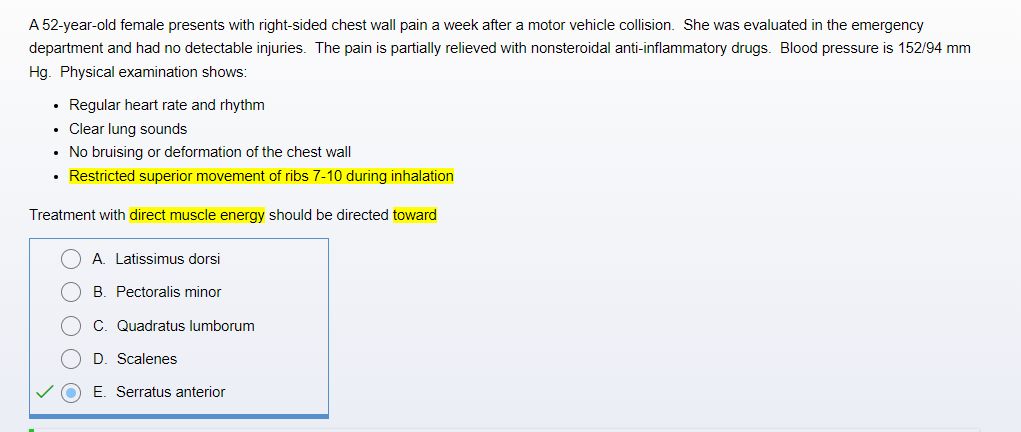 A 52-year-old female presents with right-sided chest wall pain a week after a motor vehicle collision. She was evaluated in the emergency
department and had no detectable injuries. The pain is partially relieved with nonsteroidal anti-inflammatory drugs. Blood pressure is 152/94 mm
Hg. Physical examination shows:
• Regular heart rate and rhythm
• Clear lung sounds
• No bruising or deformation of the chest wall
• Restricted superior movement of ribs 7-10 during inhalation
Treatment with direct muscle energy should be directed toward
A. Latissimus dorsi
B. Pectoralis minor
C. Quadratus lumborum
D. Scalenes
E. Serratus anterior